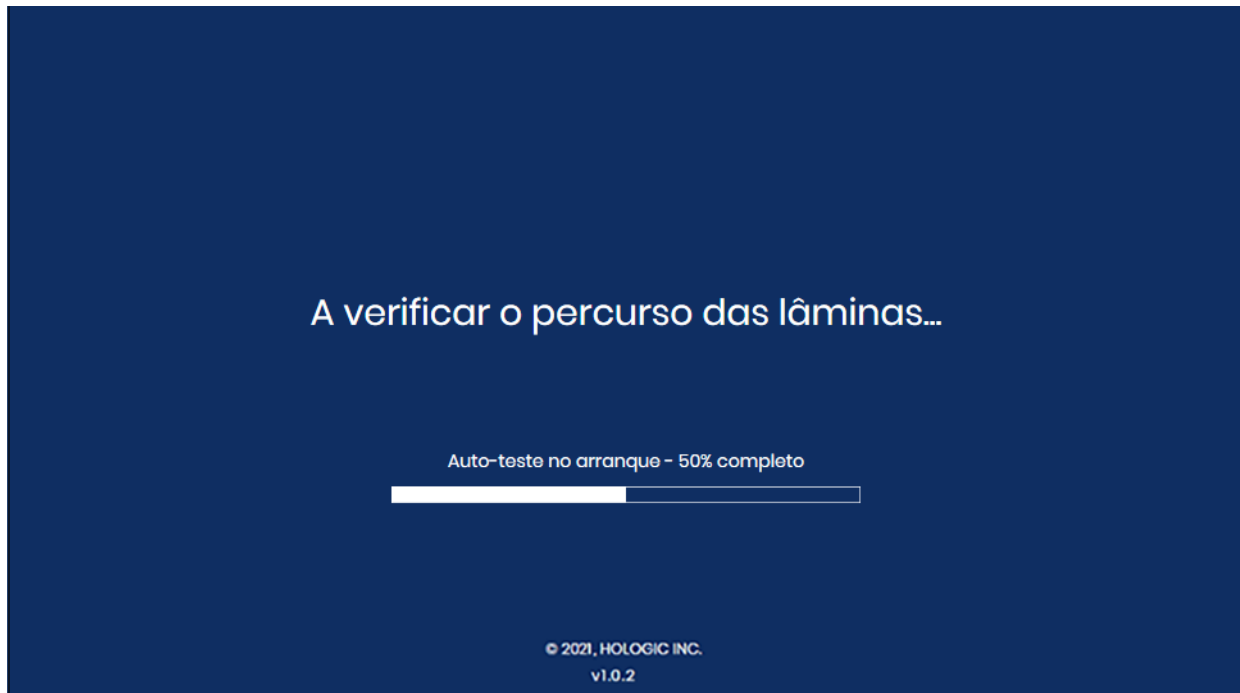 A verificar o percurso das lâminas...
Auto-teste no arranque - 50% completo
© 2021, HOLOGIC INC.
v1.0.2